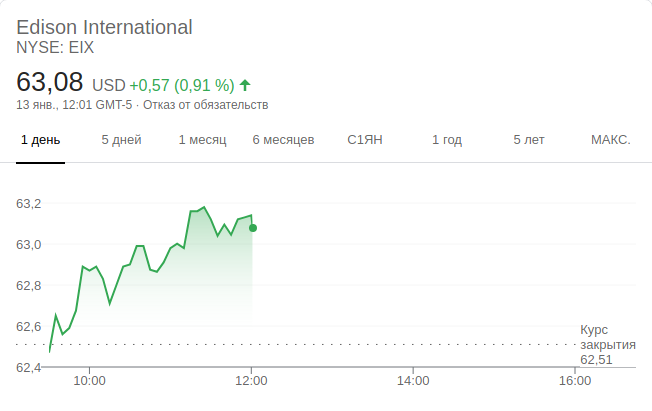 Edison International
NYSE: EIX
63,08 USD +0,57 (0,91 %)
13 янв., 12:01 GMT-5 · Отказ от обязательств
1 день 5 дней 1 месяц 6 месяцев С1ЯН 1 год 5 лет МАКС.
63,2
63,0
62,8
62,6
Курс
закрытия
62,51
62,4
10:00 12:00 14:00 16:00